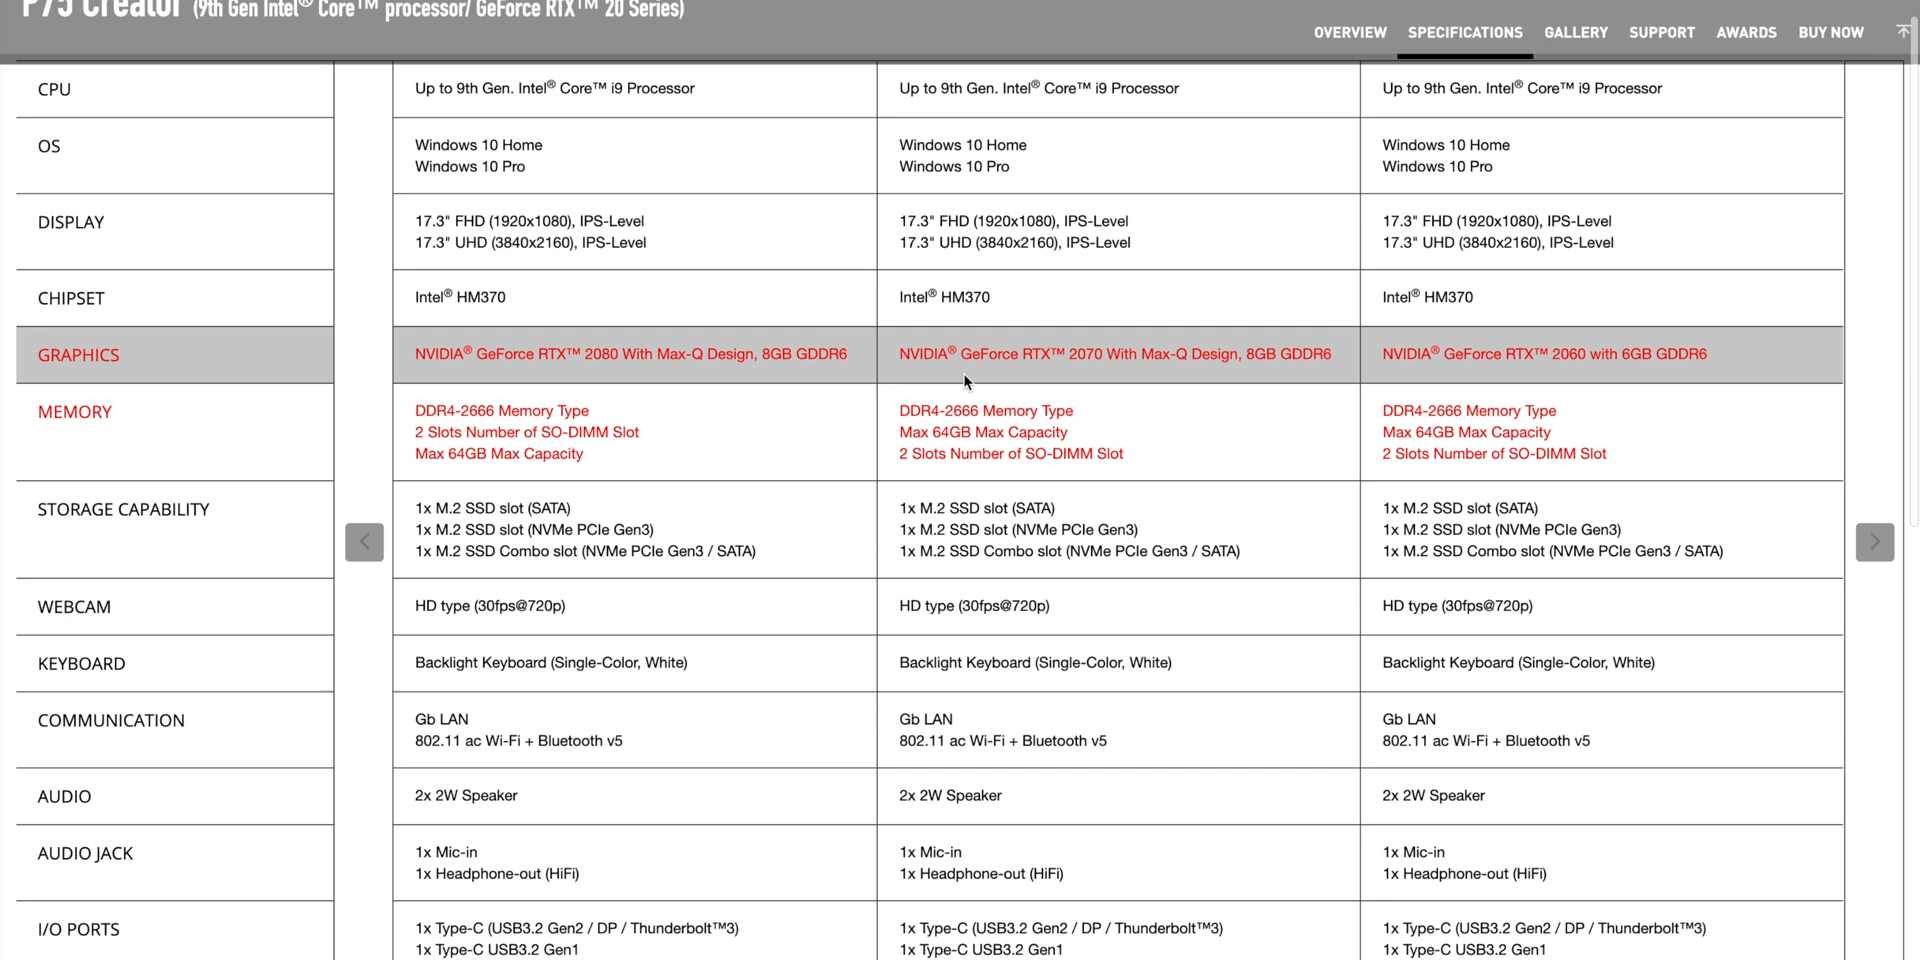 P75 Creator (9th Gen Intel® Core™ processor/ GeForce RTX™ 20 Series)
OVERVIEW SPECIFICATIONS GALLERY SUPPORT AWARDS BUY NOW
CPU
Up to 9th Gen. Intel® Core™ i9 Processor
Up to 9th Gen. Intel® Core™ i9 Processor
Up to 9th Gen. Intel® Core™ i9 Processor
OS
Windows 10 Home
Windows 10 Pro
Windows 10 Home
Windows 10 Pro
Windows 10 Home
Windows 10 Pro
DISPLAY
17.3" FHD (1920x1080), IPS-Level
17.3" UHD (3840x2160), IPS-Level
17.3" FHD (1920x1080), IPS-Level
17.3" UHD (3840x2160), IPS-Level
17.3" FHD (1920x1080), IPS-Level
17.3" UHD (3840x2160), IPS-Level
CHIPSET
Intel® HM370
Intel® HM370
Intel® HM370
GRAPHICS
NVIDIA® GeForce RTX™ 2080 With Max-Q Design, 8GB GDDR6
NVIDIA® GeForce RTX™ 2070 With Max-Q Design, 8GB GDDR6
NVIDIA® GeForce RTX™ 2060 with 6GB GDDR6
MEMORY
DDR4-2666 Memory Type
2 Slots Number of SO-DIMM Slot
Max 64GB Max Capacity
DDR4-2666 Memory Type
Max 64GB Max Capacity
2 Slots Number of SO-DIMM Slot
DDR4-2666 Memory Type
Max 64GB Max Capacity
2 Slots Number of SO-DIMM Slot
STORAGE CAPABILITY
1x M.2 SSD slot (SATA)
1x M.2 SSD slot (NVMe PCIe Gen3)
1x M.2 SSD Combo slot (NVMe PCIe Gen3 / SATA)
1x M.2 SSD slot (SATA)
1x M.2 SSD slot (NVMe PCIe Gen3)
1x M.2 SSD Combo slot (NVMe PCIe Gen3 / SATA)
1x M.2 SSD slot (SATA)
1x M.2 SSD slot (NVMe PCIe Gen3)
1x M.2 SSD Combo slot (NVMe PCIe Gen3 / SATA)
WEBCAM
HD type (30fps@720p)
HD type (30fps@720p)
HD type (30fps@720p)
KEYBOARD
Backlight Keyboard (Single-Color, White)
Backlight Keyboard (Single-Color, White)
Backlight Keyboard (Single-Color, White)
COMMUNICATION
Gb LAN
802.11 ac Wi-Fi + Bluetooth v5
Gb LAN
802.11 ac Wi-Fi + Bluetooth v5
Gb LAN
802.11 ac Wi-Fi + Bluetooth v5
AUDIO
2x 2W Speaker
2x 2W Speaker
2x 2W Speaker
AUDIO JACK
1x Mic-in
1x Headphone-out (HiFi)
1x Mic-in
1x Headphone-out (HiFi)
1x Mic-in
1x Headphone-out (HiFi)
I/O PORTS
1x Type-C (USB3.2 Gen2 / DP / Thunderbolt™3)
1x Type-C USB3.2 Gen1
1x Type-C (USB3.2 Gen2 / DP / Thunderbolt™3)
1x Type-C USB3.2 Gen1
1x Type-C (USB3.2 Gen2 / DP / Thunderbolt™3)
1x Type-C USB3.2 Gen1